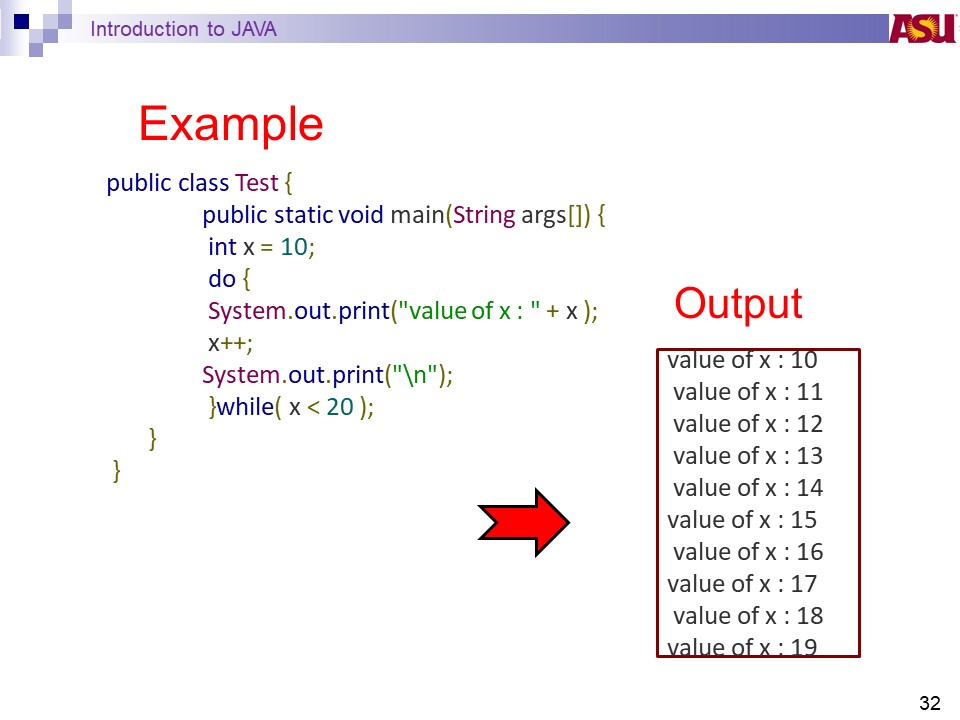 Introduction to JAVA
ASU
Example
public class Test {
public static void main(String args[]) {
int x = 10;
do {
System.out.print("value of x : " + x );
x++;
System.out.print("\n");
}while( x < 20 );
}
}
Output
value of x : 10
value of x : 11
value of x : 12
value of x : 13
value of x : 14
value of x : 15
value of x : 16
value of x : 17
value of x : 18
value of x : 19
32